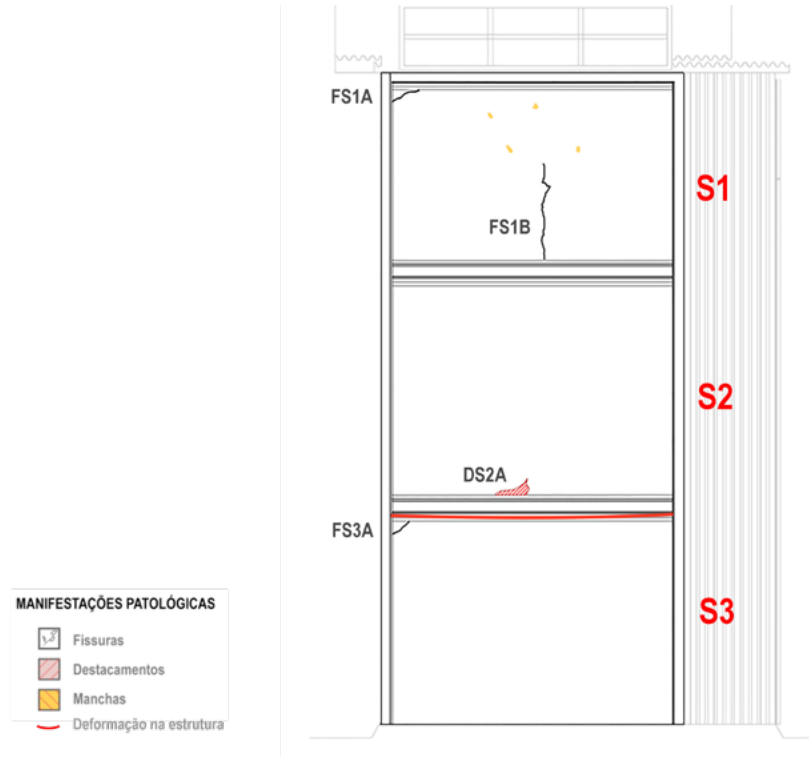 FS1A
S1
FS1B
S2
DS2A
FS3A
S3
MANIFESTAÇÕES PATOLÓGICAS
Fissuras
Destacamentos
Manchas
Deformação na estrutura